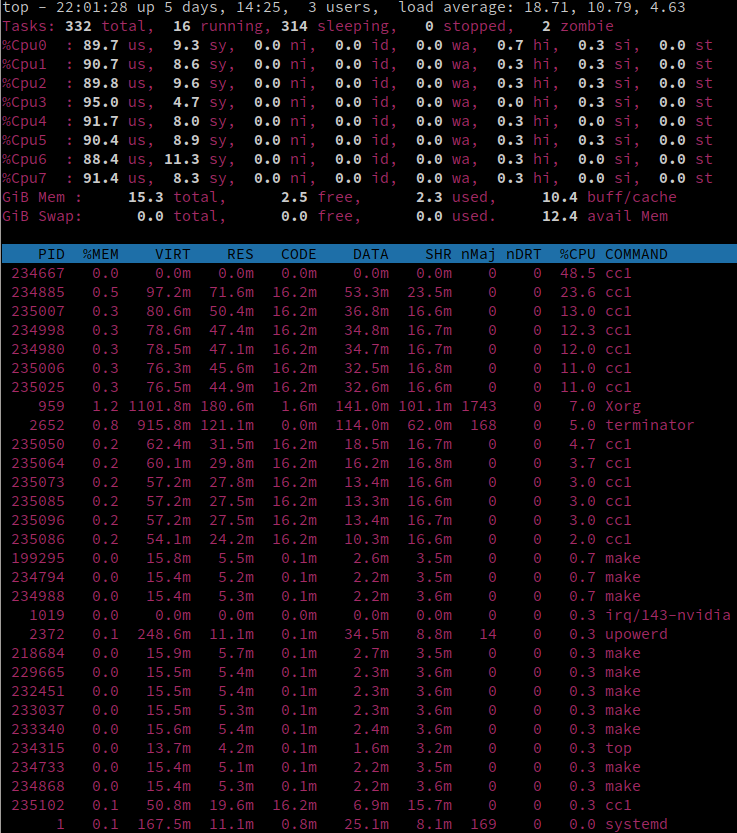 top - 22:01:28 up 5 days, 14:25,  3 users,  load average: 18.71, 10.79, 4.63
Tasks: 332 total,  16 running, 314 sleeping,   0 stopped,   2 zombie
%Cpu0  : 89.7 us,  9.3 sy,  0.0 ni,  0.0 id,  0.0 wa,  0.7 hi,  0.3 si,  0.0 st
%Cpu1  : 90.7 us,  8.6 sy,  0.0 ni,  0.0 id,  0.0 wa,  0.3 hi,  0.3 si,  0.0 st
%Cpu2  : 89.8 us,  9.6 sy,  0.0 ni,  0.0 id,  0.0 wa,  0.3 hi,  0.3 si,  0.0 st
%Cpu3  : 95.0 us,  4.7 sy,  0.0 ni,  0.0 id,  0.0 wa,  0.0 hi,  0.3 si,  0.0 st
%Cpu4  : 91.7 us,  8.0 sy,  0.0 ni,  0.0 id,  0.0 wa,  0.3 hi,  0.0 si,  0.0 st
%Cpu5  : 90.4 us,  8.9 sy,  0.0 ni,  0.0 id,  0.0 wa,  0.3 hi,  0.3 si,  0.0 st
%Cpu6  : 88.4 us, 11.3 sy,  0.0 ni,  0.0 id,  0.0 wa,  0.3 hi,  0.0 si,  0.0 st
%Cpu7  : 91.4 us,  8.3 sy,  0.0 ni,  0.0 id,  0.0 wa,  0.3 hi,  0.0 si,  0.0 st
GiB Mem :     15.3 total,      2.5 free,      2.3 used,     10.4 buff/cache
GiB Swap:      0.0 total,      0.0 free,      0.0 used.     12.4 avail Mem
PID  %MEM    VIRT    RES   CODE    DATA    SHR nMaj nDRT  %CPU COMMAND
234667   0.0    0.0m   0.0m   0.0m    0.0m   0.0m    0    0  48.5 cc1
234885   0.5   97.2m  71.6m  16.2m   53.3m  23.5m    0    0  23.6 cc1
235007   0.3   80.6m  50.4m  16.2m   36.8m  16.6m    0    0  13.0 cc1
234998   0.3   78.6m  47.4m  16.2m   34.8m  16.7m    0    0  12.3 cc1
234980   0.3   78.5m  47.1m  16.2m   34.7m  16.7m    0    0  12.0 cc1
235006   0.3   76.3m  45.6m  16.2m   32.5m  16.8m    0    0  11.0 cc1
235025   0.3   76.5m  44.9m  16.2m   32.6m  16.6m    0    0  11.0 cc1
959   1.2 1101.8m 180.6m   1.6m  141.0m 101.1m 1743    0   7.0 Xorg
2652   0.8  915.8m 121.1m   0.0m  114.0m  62.0m  168    0   5.0 terminator
235050   0.2   62.4m  31.5m  16.2m   18.5m  16.7m    0    0   4.7 cc1
235064   0.2   60.1m  29.8m  16.2m   16.2m  16.8m    0    0   3.7 cc1
235073   0.2   57.2m  27.8m  16.2m   13.4m  16.6m    0    0   3.0 cc1
235085   0.2   57.2m  27.5m  16.2m   13.3m  16.6m    0    0   3.0 cc1
235096   0.2   57.2m  27.5m  16.2m   13.4m  16.7m    0    0   3.0 cc1
235086   0.2   54.1m  24.2m  16.2m   10.3m  16.6m    0    0   2.0 cc1
199295   0.0   15.8m   5.5m   0.1m    2.6m   3.5m    0    0   0.7 make
234794   0.0   15.4m   5.4m   0.1m    2.2m   3.5m    0    0   0.7 make
234988   0.0   15.4m   5.3m   0.1m    2.2m   3.6m    0    0   0.7 make
1019   0.0    0.0m   0.0m   0.0m    0.0m   0.0m    0    0   0.3 irq/143-nvidia
2372   0.1  248.6m  11.1m   0.1m   34.5m   8.8m   14    0   0.3 upowerd
218684   0.0   15.9m   5.7m   0.1m    2.7m   3.5m    0    0   0.3 make
229665   0.0   15.5m   5.5m   0.1m    2.3m   3.6m    0    0   0.3 make
232451   0.0   15.5m   5.4m   0.1m    2.3m   3.6m    0    0   0.3 make
233037   0.0   15.5m   5.3m   0.1m    2.3m   3.6m    0    0   0.3 make
233340   0.0   15.6m   5.4m   0.1m    2.4m   3.6m    0    0   0.3 make
234315   0.0   13.7m   4.2m   0.1m    1.6m   3.2m    0    0   0.3 top
234733   0.0   15.4m   5.1m   0.1m    2.2m   3.5m    0    0   0.3 make
234868   0.0   15.4m   5.3m   0.1m    2.2m   3.6m    0    0   0.3 make
235102   0.1   50.8m  19.6m  16.2m    6.9m  15.7m    0    0   0.3 cc1
1   0.1  167.5m  11.1m   0.8m   25.1m   8.1m  169    0   0.0 systemd